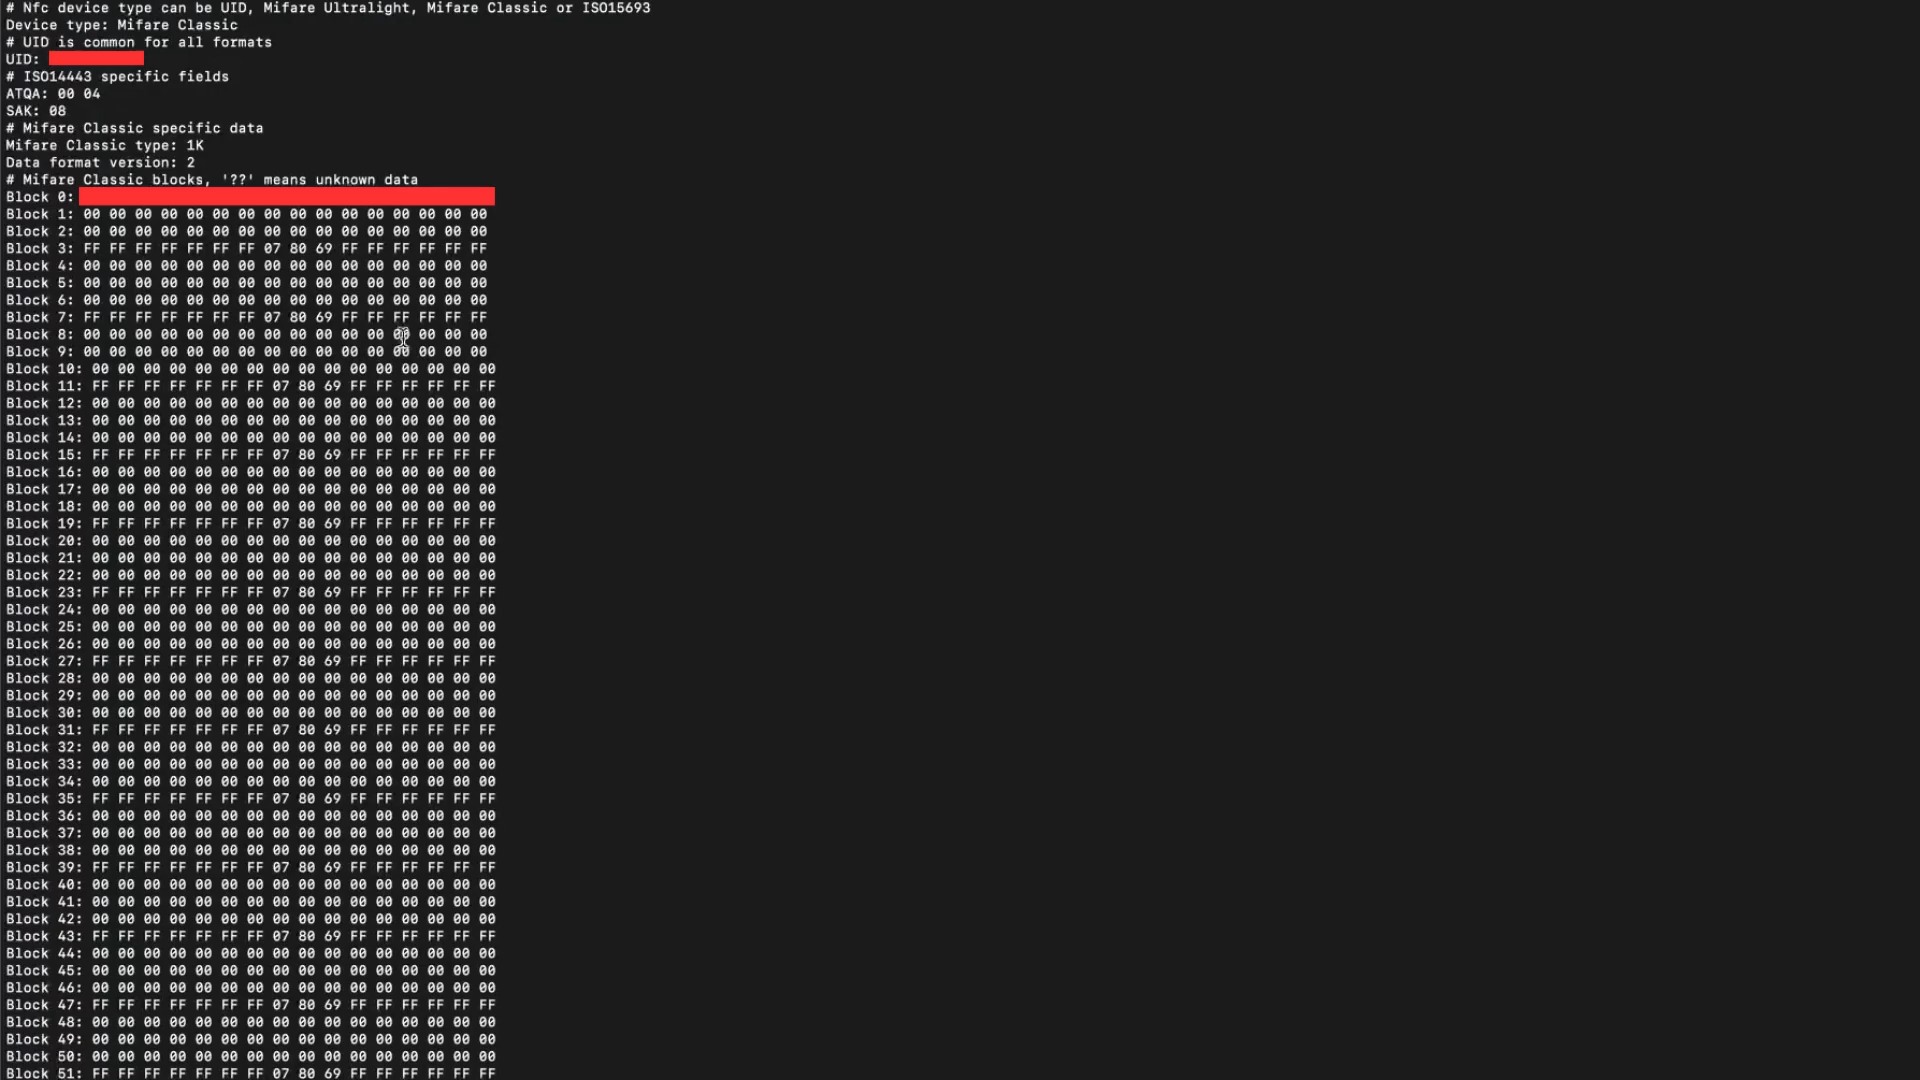 # Nfc device type can be UID, Mifare Ultralight, Mifare Classic or ISO15693
Device type: Mifare Classic
# UID is common for all formats
UID:
# ISO14443 specific fields
ATQA: 00 04
SAK: 08
# Mifare Classic specific data
Mifare Classic type: 1K
Data format version: 2
# Mifare Classic blocks, '??' means unknown data
Block 0:
Block 1: 00 00 00 00 00 00 00 00 00 00 00 00 00 00 00 00
Block 2: 00 00 00 00 00 00 00 00 00 00 00 00 00 00 00 00
Block 3: FF FF FF FF FF FF FF 07 80 69 FF FF FF FF FF FF
Block 4: 00 00 00 00 00 00 00 00 00 00 00 00 00 00 00 00
Block 5: 00 00 00 00 00 00 00 00 00 00 00 00 00 00 00 00
Block 6: 00 00 00 00 00 00 00 00 00 00 00 00 00 00 00 00
Block 7: FF FF FF FF FF FF FF 07 80 69 FF FF FF FF FF FF
Block 8: 00 00 00 00 00 00 00 00 00 00 00 00 00 00 00 00
Block 9: 00 00 00 00 00 00 00 00 00 00 00 00 00 00 00 00
Block 10: 00 00 00 00 00 00 00 00 00 00 00 00 00 00 00 00
Block 11: FF FF FF FF FF FF FF 07 80 69 FF FF FF FF FF FF
Block 12: 00 00 00 00 00 00 00 00 00 00 00 00 00 00 00 00
Block 13: 00 00 00 00 00 00 00 00 00 00 00 00 00 00 00 00
Block 14: 00 00 00 00 00 00 00 00 00 00 00 00 00 00 00 00
Block 15: FF FF FF FF FF FF FF 07 80 69 FF FF FF FF FF FF
Block 16: 00 00 00 00 00 00 00 00 00 00 00 00 00 00 00 00
Block 17: 00 00 00 00 00 00 00 00 00 00 00 00 00 00 00 00
Block 18: 00 00 00 00 00 00 00 00 00 00 00 00 00 00 00 00
Block 19: FF FF FF FF FF FF FF 07 80 69 FF FF FF FF FF FF
Block 20: 00 00 00 00 00 00 00 00 00 00 00 00 00 00 00 00
Block 21: 00 00 00 00 00 00 00 00 00 00 00 00 00 00 00 00
Block 22: 00 00 00 00 00 00 00 00 00 00 00 00 00 00 00 00
Block 23: FF FF FF FF FF FF FF 07 80 69 FF FF FF FF FF FF
Block 24: 00 00 00 00 00 00 00 00 00 00 00 00 00 00 00 00
Block 25: 00 00 00 00 00 00 00 00 00 00 00 00 00 00 00 00
Block 26: 00 00 00 00 00 00 00 00 00 00 00 00 00 00 00 00
Block 27: FF FF FF FF FF FF FF 07 80 69 FF FF FF FF FF FF
Block 28: 00 00 00 00 00 00 00 00 00 00 00 00 00 00 00 00
Block 29: 00 00 00 00 00 00 00 00 00 00 00 00 00 00 00 00
Block 30: 00 00 00 00 00 00 00 00 00 00 00 00 00 00 00 00
Block 31: FF FF FF FF FF FF FF 07 80 69 FF FF FF FF FF FF
Block 32: 00 00 00 00 00 00 00 00 00 00 00 00 00 00 00 00
Block 33: 00 00 00 00 00 00 00 00 00 00 00 00 00 00 00 00
Block 34: 00 00 00 00 00 00 00 00 00 00 00 00 00 00 00 00
Block 35: FF FF FF FF FF FF FF 07 80 69 FF FF FF FF FF FF
Block 36: 00 00 00 00 00 00 00 00 00 00 00 00 00 00 00 00
Block 37: 00 00 00 00 00 00 00 00 00 00 00 00 00 00 00 00
Block 38: 00 00 00 00 00 00 00 00 00 00 00 00 00 00 00 00
Block 39: FF FF FF FF FF FF FF 07 80 69 FF FF FF FF FF FF
Block 40: 00 00 00 00 00 00 00 00 00 00 00 00 00 00 00 00
Block 41: 00 00 00 00 00 00 00 00 00 00 00 00 00 00 00 00
Block 42: 00 00 00 00 00 00 00 00 00 00 00 00 00 00 00 00
Block 43: FF FF FF FF FF FF FF 07 80 69 FF FF FF FF FF FF
Block 44: 00 00 00 00 00 00 00 00 00 00 00 00 00 00 00 00
Block 45: 00 00 00 00 00 00 00 00 00 00 00 00 00 00 00 00
Block 46: 00 00 00 00 00 00 00 00 00 00 00 00 00 00 00 00
Block 47: FF FF FF FF FF FF FF 07 80 69 FF FF FF FF FF FF
Block 48: 00 00 00 00 00 00 00 00 00 00 00 00 00 00 00 00
Block 49: 00 00 00 00 00 00 00 00 00 00 00 00 00 00 00 00
Block 50: 00 00 00 00 00 00 00 00 00 00 00 00 00 00 00 00
Block 51: FF FF FF FF FF FF FF 07 80 69 FF FF FF FF FF FF